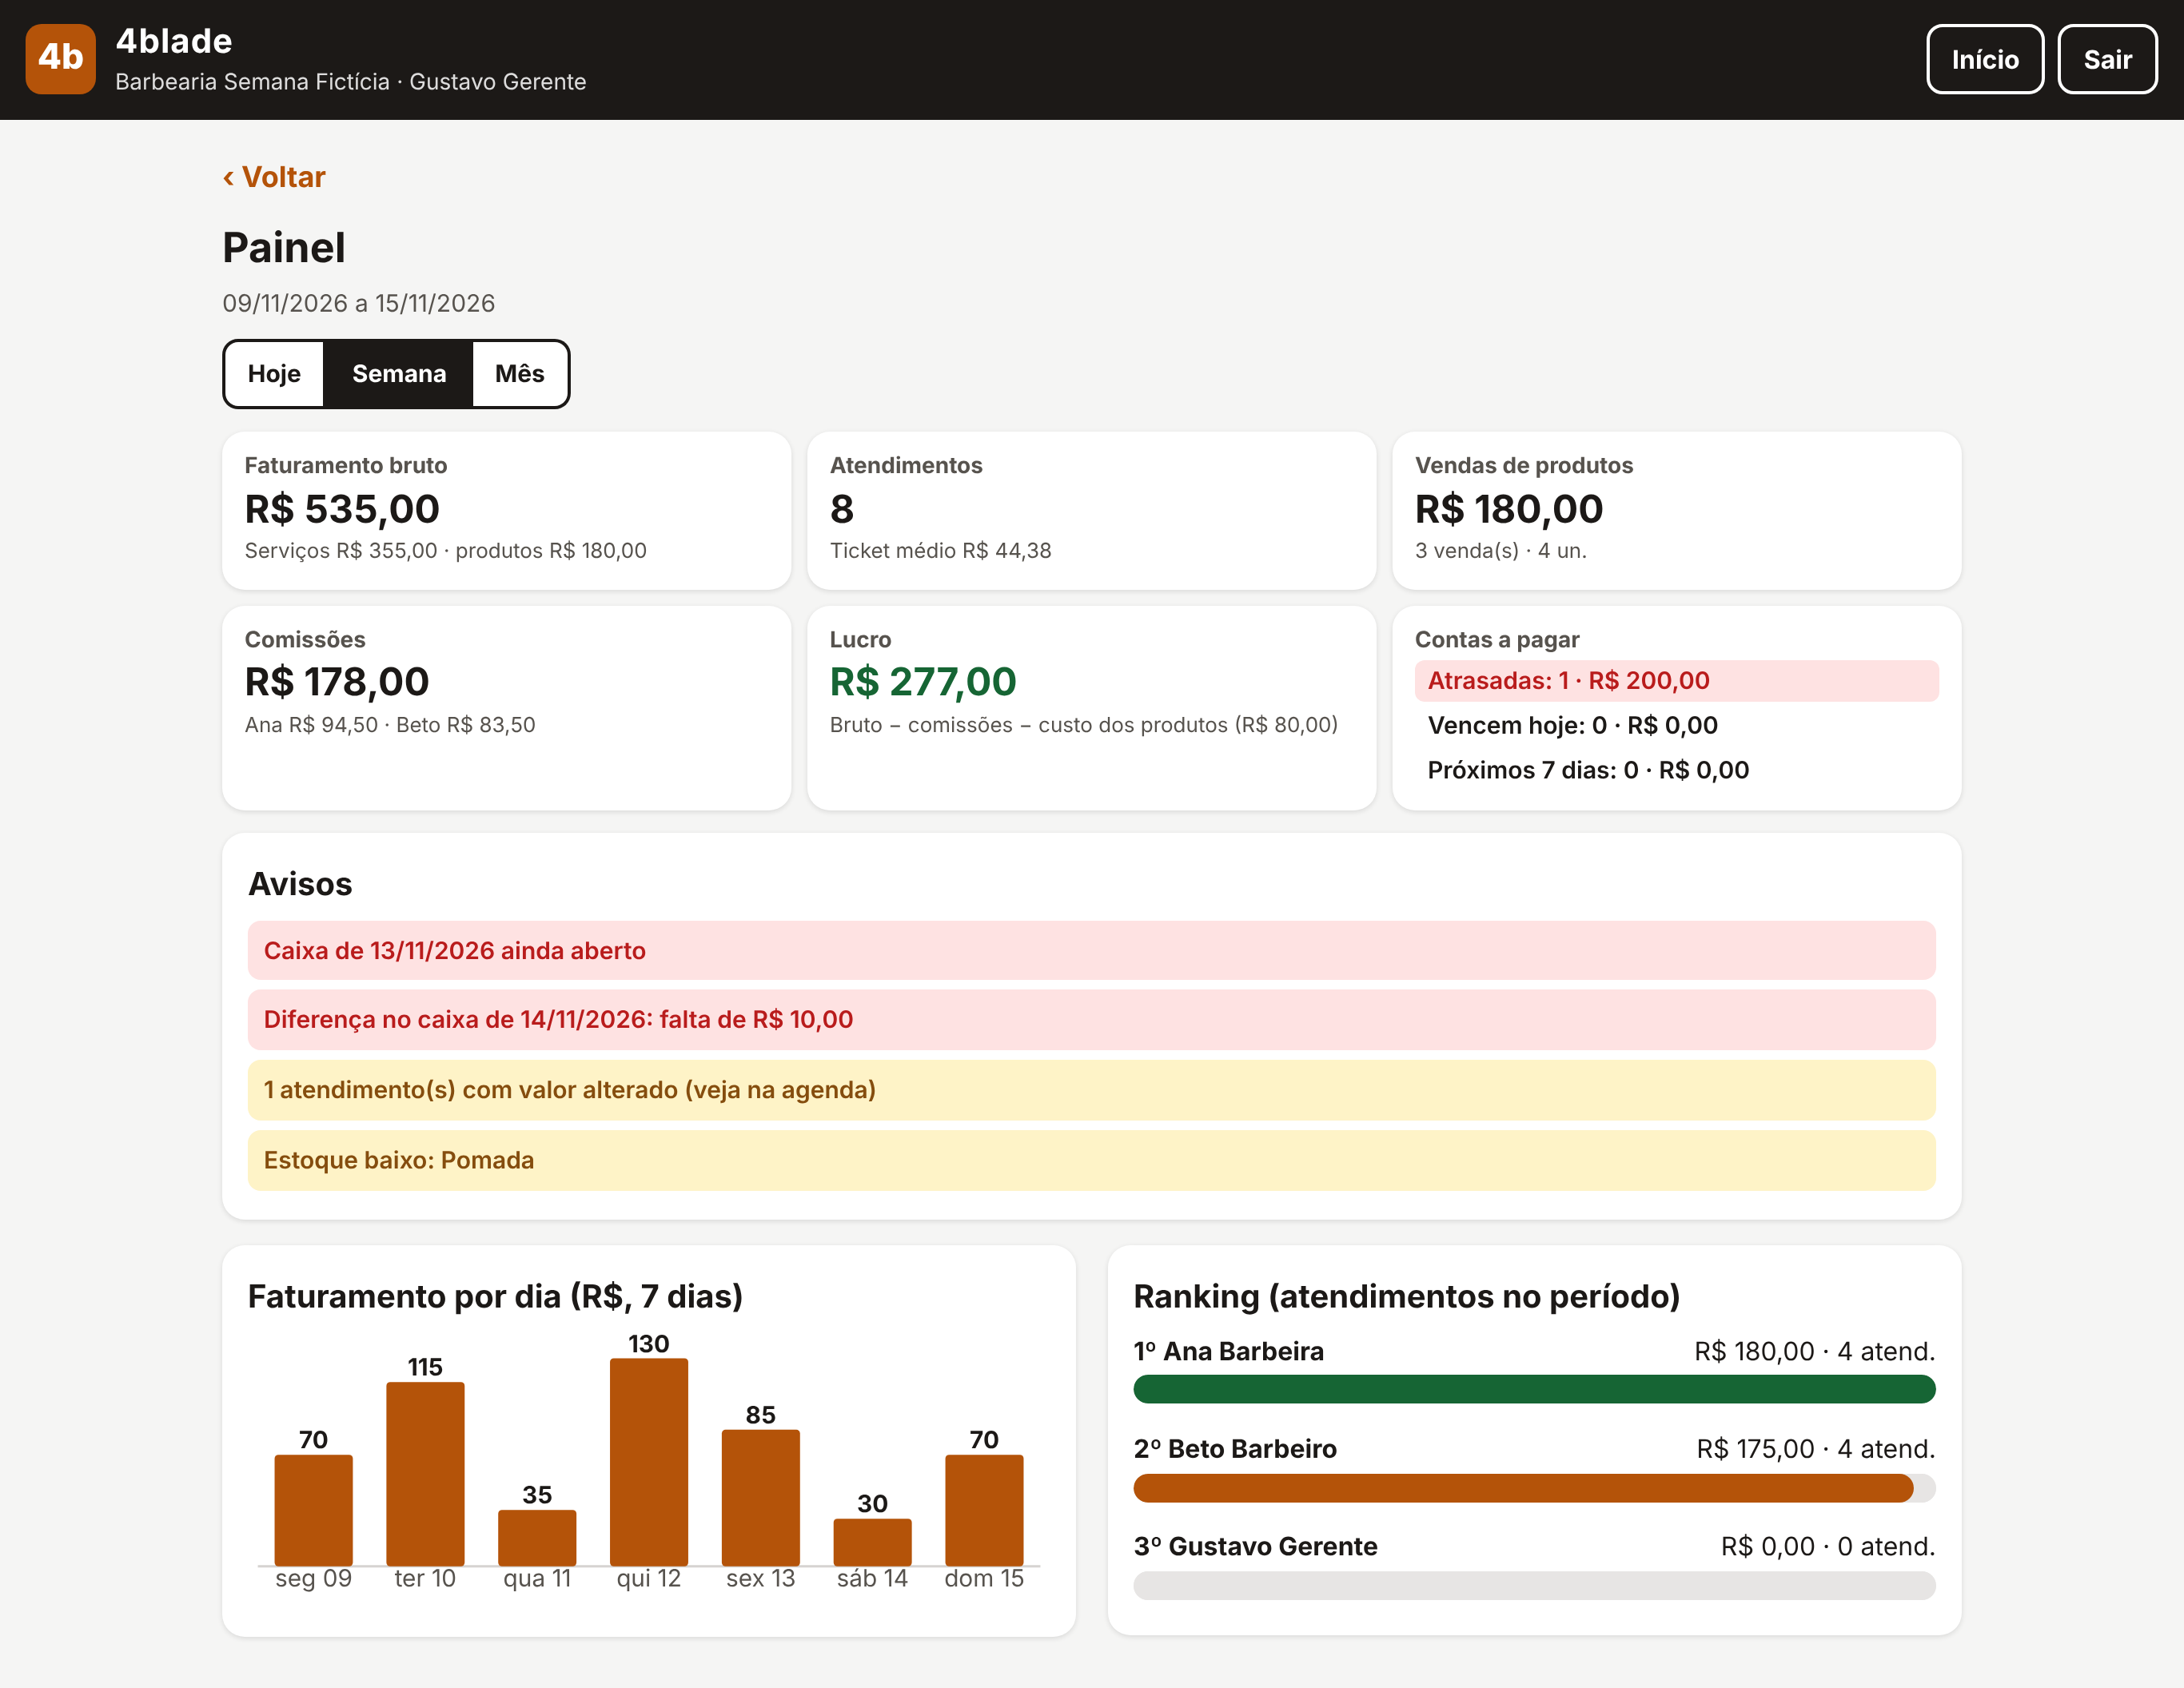 4b
4blade
Barbearia Semana Fictícia · Gustavo Gerente
Início
Sair
‹ Voltar
Painel
09/11/2026 a 15/11/2026
Hoje
Semana
Mês
Faturamento bruto
R$ 535,00
Serviços R$ 355,00 · produtos R$ 180,00
Atendimentos
8
Ticket médio R$ 44,38
Vendas de produtos
R$ 180,00
3 venda(s) · 4 un.
Comissões
R$ 178,00
Ana R$ 94,50 · Beto R$ 83,50
Lucro
R$ 277,00
Bruto − comissões − custo dos produtos (R$ 80,00)
Contas a pagar
Atrasadas: 1 · R$ 200,00
Vencem hoje: 0 · R$ 0,00
Próximos 7 dias: 0 · R$ 0,00
Avisos
Caixa de 13/11/2026 ainda aberto
Diferença no caixa de 14/11/2026: falta de R$ 10,00
1 atendimento(s) com valor alterado (veja na agenda)
Estoque baixo: Pomada
Faturamento por dia (R$, 7 dias)
70
115
35
130
85
30
70
seg 09
ter 10
qua 11
qui 12
sex 13
sáb 14
dom 15
Ranking (atendimentos no período)
1º Ana Barbeira
R$ 180,00 · 4 atend.
2º Beto Barbeiro
R$ 175,00 · 4 atend.
3º Gustavo Gerente
R$ 0,00 · 0 atend.